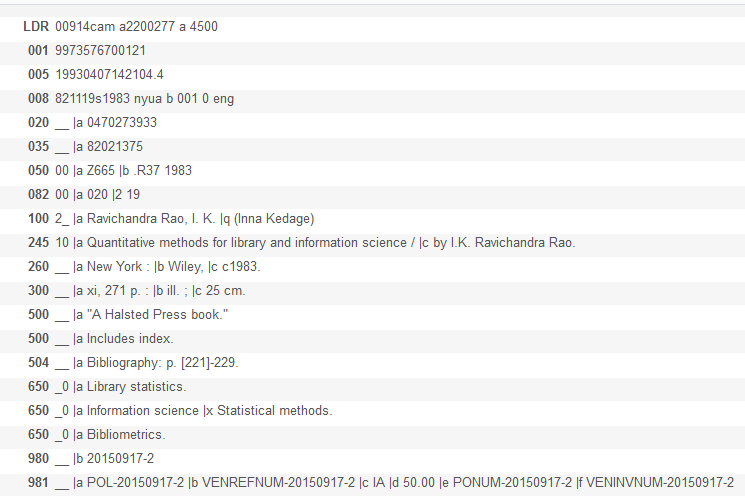 LDR 00914cam a2200277 a 4500
001 9973576700121
005 19930407142104.4
008 821119s1983 nyua b 001 0 eng
020 __ |a 0470273933
035 __ |a 82021375
050 00 |a Z665 |b .R37 1983
082 00 |a 020 |2 19
100 2_ |a Ravichandra Rao, I. K. |q (Inna Kedage)
245 10 |a Quantitative methods for library and information science / |c by I.K. Ravichandra Rao.
260 __ |a New York : |b Wiley, |c c1983.
300 __ |a xi, 271 p. : |b ill. ; |c 25 cm.
500 __ |a "A Halsted Press book."
500 __ |a Includes index.
504 __ |a Bibliography: p. [221]-229.
650 _0 |a Library statistics.
650 _0 |a Information science |x Statistical methods.
650 _0 |a Bibliometrics.
980 __ |b 20150917-2
981 __ |a POL-20150917-2 |b VENREFNUM-20150917-2 |c IA |d 50.00 |e PONUM-20150917-2 |f VENINVNUM-20150917-2